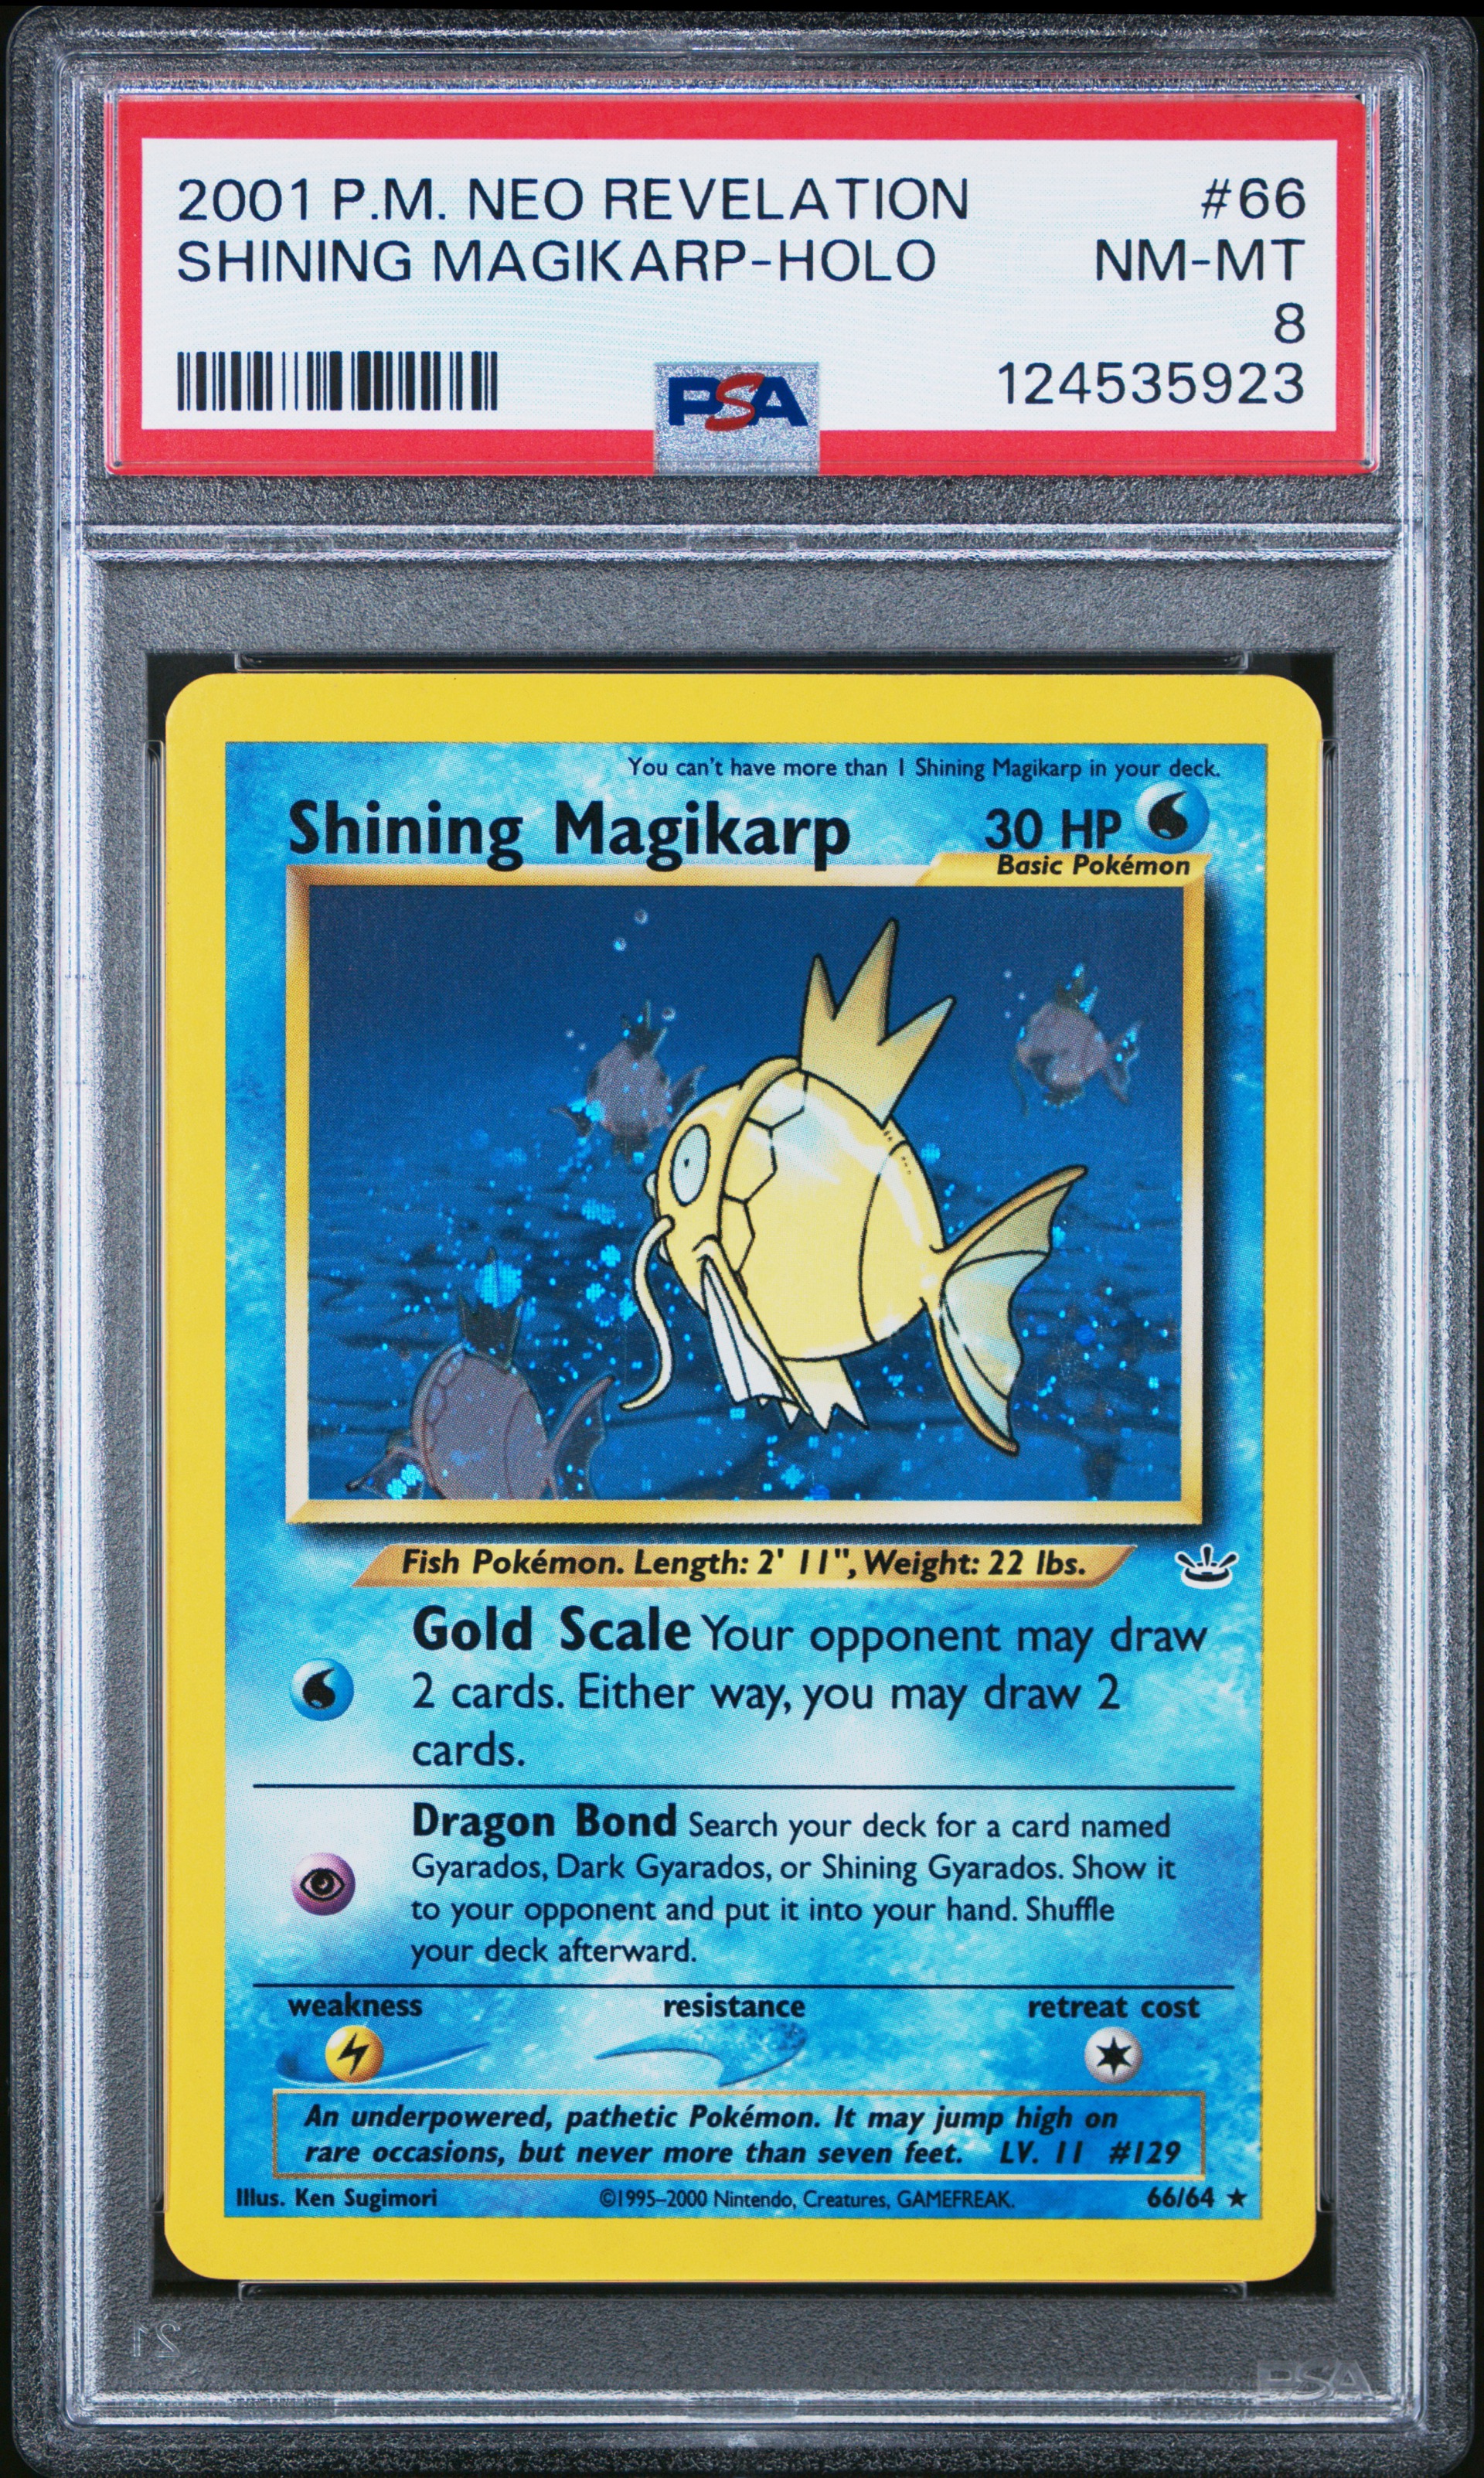 2001 P.M. NEO REVELATION #66
SHINING MAGIKARP-HOLO NM-MT
8
PSA 124535923
You can't have more than 1 Shining Magikarp in your deck.
Shining Magikarp 30 HP
Basic Pokémon
Fish Pokémon. Length: 2' 11", Weight: 22 lbs.
Gold Scale Your opponent may draw
2 cards. Either way, you may draw 2
cards.
Dragon Bond Search your deck for a card named
Gyarados, Dark Gyarados, or Shining Gyarados. Show it
to your opponent and put it into your hand. Shuffle
your deck afterward.
weakness resistance retreat cost
An underpowered, pathetic Pokémon. It may jump high on
rare occasions, but never more than seven feet. LV. 11 #129
Illus. Ken Sugimori ©1995–2000 Nintendo, Creatures, GAMEFREAK. 66/64 ★
21
PSA